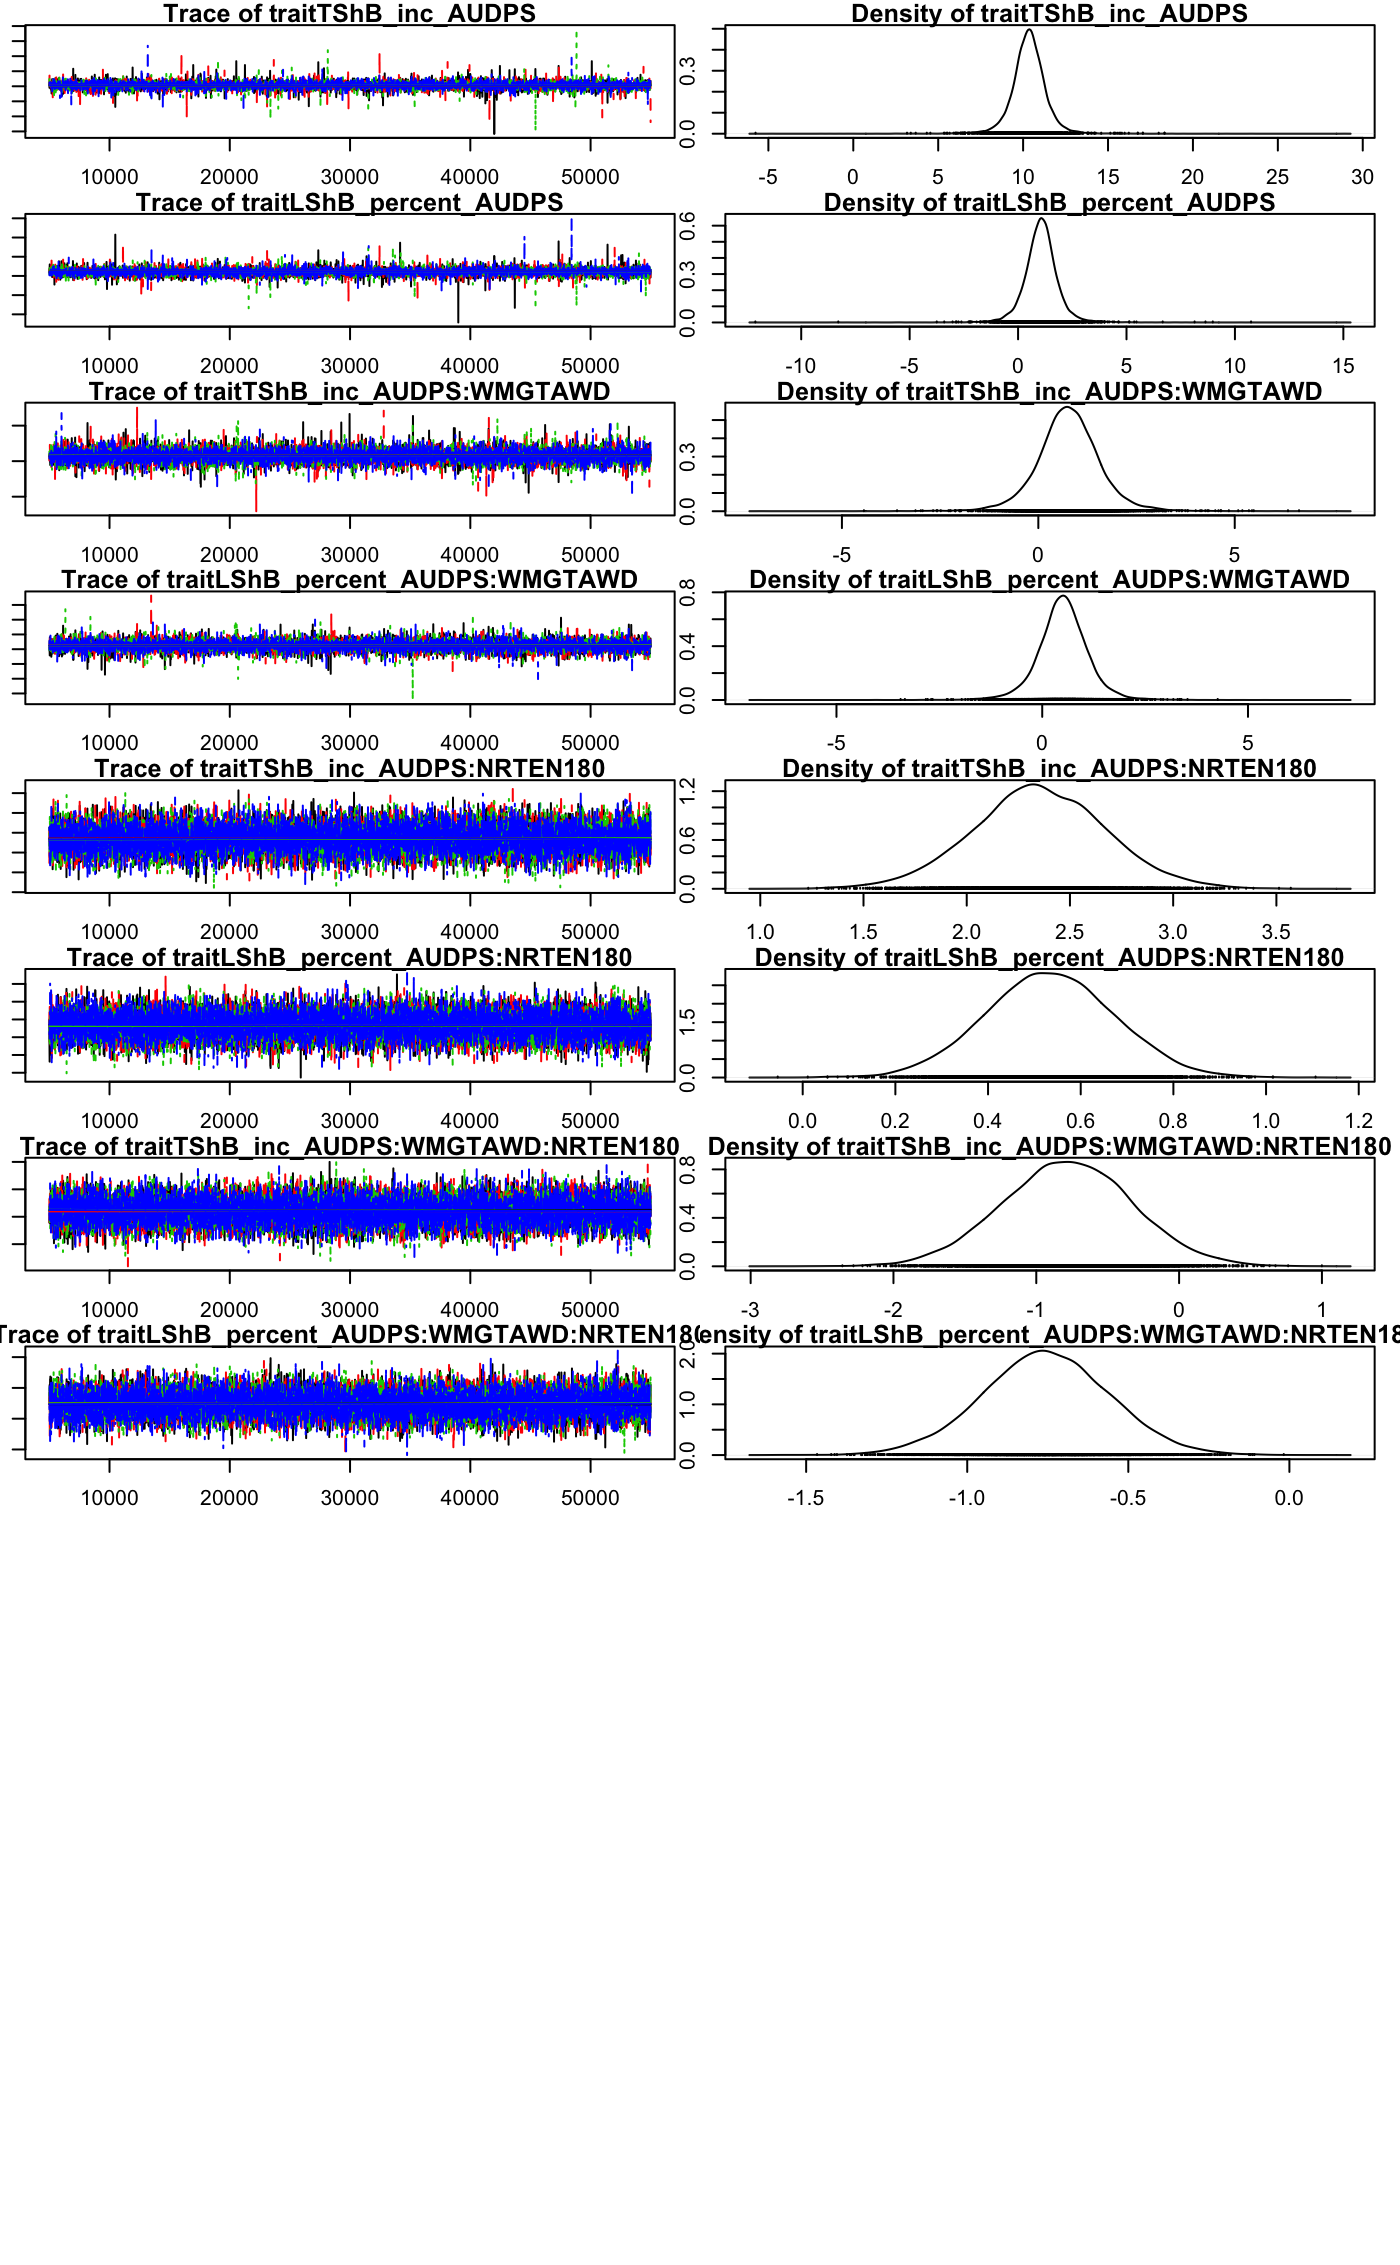 Trace of traitTShB_inc_AUDPS
Density of traitTShB_inc_AUDPS
0.0 0.3
10000 20000 30000 40000 50000
-5 0 5 10 15 20 25 30
Trace of traitLShB_percent_AUDPS
Density of traitLShB_percent_AUDPS
0.0 0.3 0.6
10000 20000 30000 40000 50000
-10 -5 0 5 10 15
Trace of traitTShB_inc_AUDPS:WMGTAWD
Density of traitTShB_inc_AUDPS:WMGTAWD
0.0 0.3
10000 20000 30000 40000 50000
-5 0 5
Trace of traitLShB_percent_AUDPS:WMGTAWD
Density of traitLShB_percent_AUDPS:WMGTAWD
0.0 0.4 0.8
10000 20000 30000 40000 50000
-5 0 5
Trace of traitTShB_inc_AUDPS:NRTEN180
Density of traitTShB_inc_AUDPS:NRTEN180
0.0 0.6 1.2
10000 20000 30000 40000 50000
1.0 1.5 2.0 2.5 3.0 3.5
Trace of traitLShB_percent_AUDPS:NRTEN180
Density of traitLShB_percent_AUDPS:NRTEN180
0.0 1.5
10000 20000 30000 40000 50000
0.0 0.2 0.4 0.6 0.8 1.0 1.2
Trace of traitTShB_inc_AUDPS:WMGTAWD:NRTEN180
Density of traitTShB_inc_AUDPS:WMGTAWD:NRTEN180
0.0 0.4 0.8
10000 20000 30000 40000 50000
-3 -2 -1 0 1
Trace of traitLShB_percent_AUDPS:WMGTAWD:NRTEN180
ensity of traitLShB_percent_AUDPS:WMGTAWD:NRTEN18
0.0 1.0 2.0
10000 20000 30000 40000 50000
-1.5 -1.0 -0.5 0.0